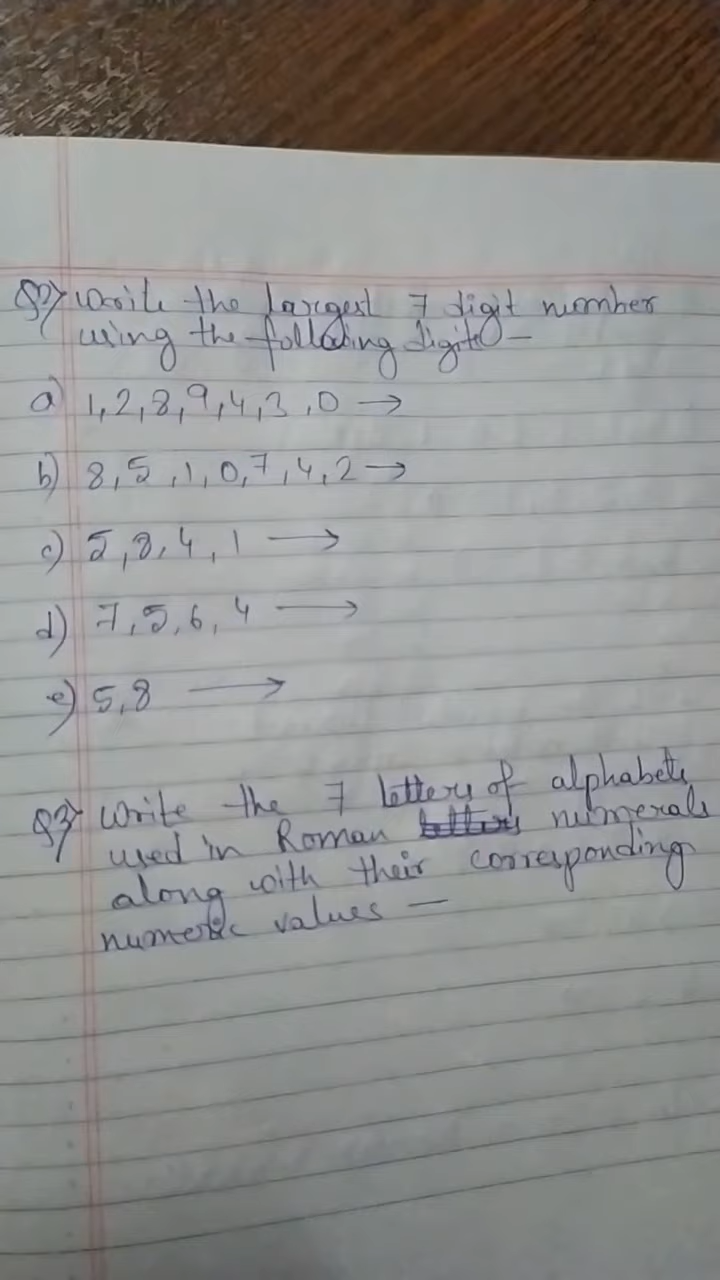 Q2) Write the largest 7 digit number
using the following digits –
a) 1,2,8,9,4,3,0 →
b) 8,5,1,0,7,4,2 →
c) 5,8,4,1 →
d) 7,5,6,4 →
e) 5,8 →
Q3) Write the 7 letters of alphabets
used in Roman numerals
along with their corresponding
numeric values –